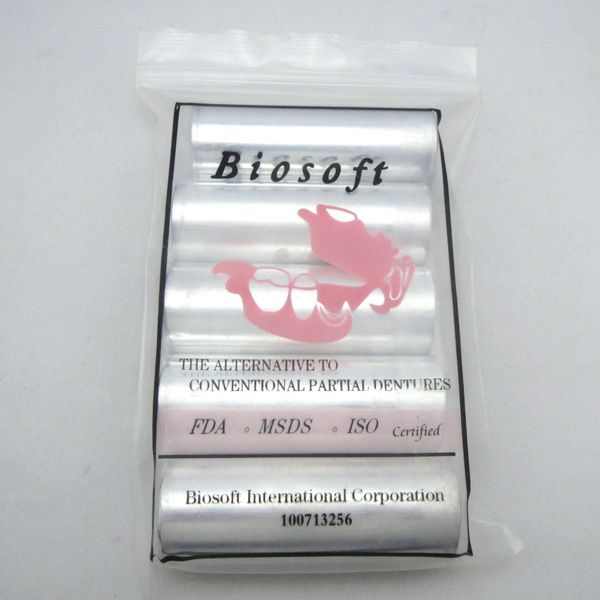 Biosoft
THE ALTERNATIVE TO
CONVENTIONAL PARTIAL DENTURES
FDA 。MSDS 。ISO Certified
Biosoft International Corporation
100713256